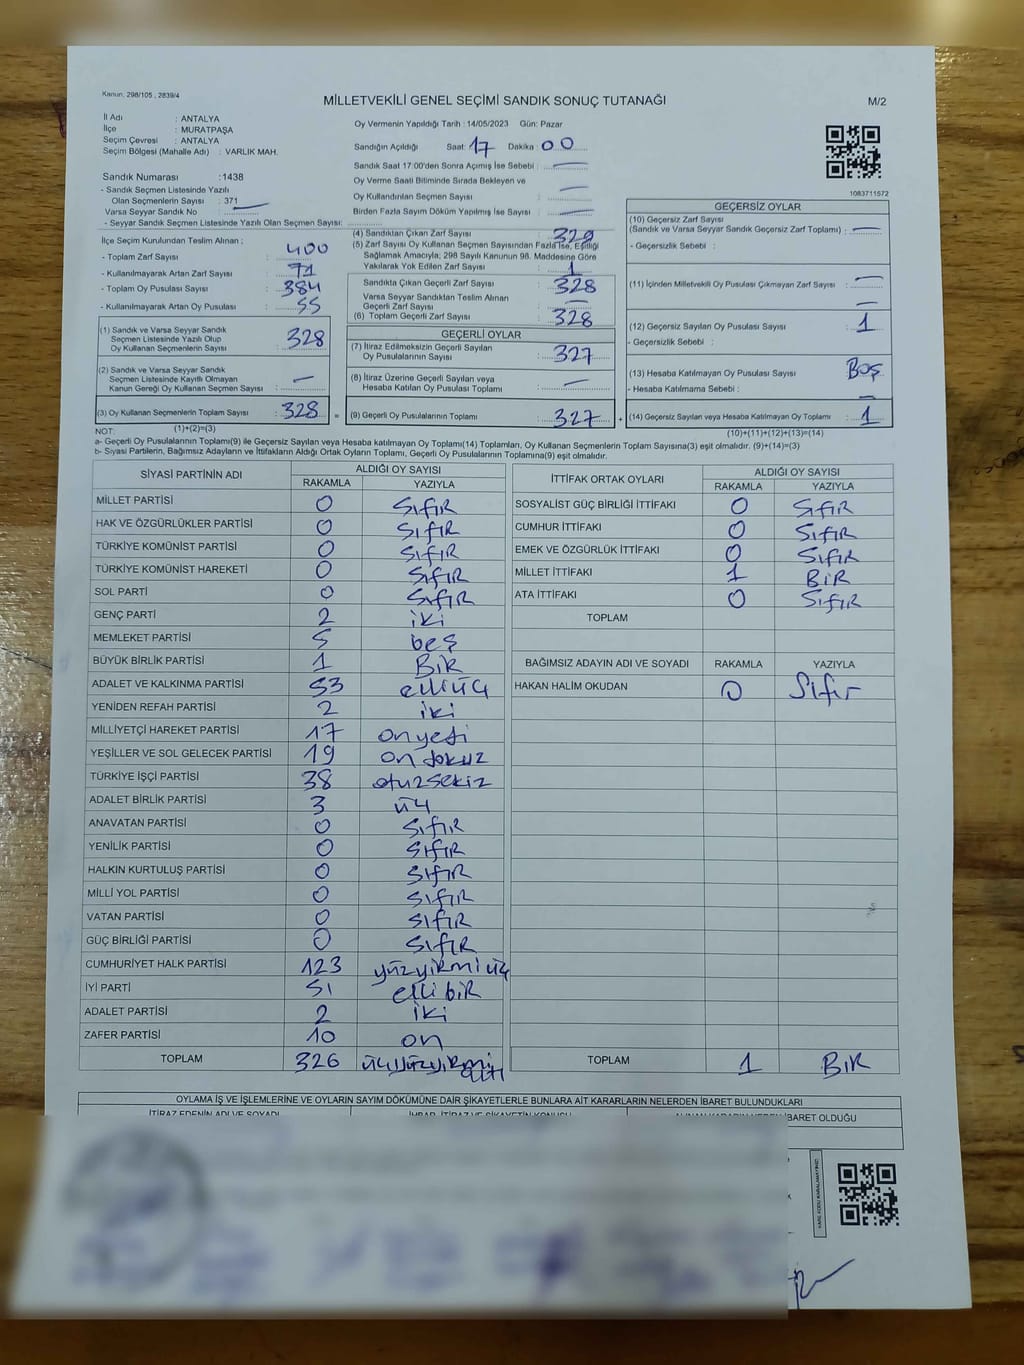 Kanun: 298/105 , 2839/4
MİLLETVEKİLİ GENEL SEÇİMİ SANDIK SONUÇ TUTANAĞI
M/2
İl Adı : ANTALYA
İlçe : MURATPAŞA
Seçim Çevresi : ANTALYA
Seçim Bölgesi (Mahalle Adı) : VARLIK MAH.
Sandık Numarası :1438
- Sandık Seçmen Listesinde Yazılı
Olan Seçmenlerin Sayısı : 371
Varsa Seyyar Sandık No :
- Seyyar Sandık Seçmen Listesinde Yazılı Olan Seçmen Sayısı:
İlçe Seçim Kurulundan Teslim Alınan ;
- Toplam Zarf Sayısı : 400
- Kullanılmayarak Artan Zarf Sayısı : 71
- Toplam Oy Pusulası Sayısı : 384
- Kullanılmayarak Artan Oy Pusulası : 55
(1) Sandık ve Varsa Seyyar Sandık
Seçmen Listesinde Yazılı Olup
Oy Kullanan Seçmenlerin Sayısı : 328
(2) Sandık ve Varsa Seyyar Sandık
Seçmen Listesinde Kayıtlı Olmayan
Kanun Gereği Oy Kullanan Seçmen Sayısı : —
(3) Oy Kullanan Seçmenlerin Toplam Sayısı : 328 =
(1)+(2)=(3)
Oy Vermenin Yapıldığı Tarih : 14/05/2023 Gün: Pazar
Sandığın Açıldığı Saat: 17 Dakika : 00
Sandık Saat 17:00'den Sonra Açmış İse Sebebi : —
Oy Verme Saati Bitiminde Sırada Bekleyen ve
Oy Kullandırılan Seçmen Sayısı : —
Birden Fazla Sayım Döküm Yapılmış İse Sayısı : —
(4) Sandıktan Çıkan Zarf Sayısı : 329
(5) Zarf Sayısı Oy Kullanan Seçmen Sayısından Fazla İse, Eşitliği
Sağlamak Amacıyla; 298 Sayılı Kanunun 98. Maddesine Göre
Yakılarak Yok Edilen Zarf Sayısı : 1
Sandıkta Çıkan Geçerli Zarf Sayısı : 328
Varsa Seyyar Sandıktan Teslim Alınan
Geçerli Zarf Sayısı : —
(6) Toplam Geçerli Zarf Sayısı : 328
GEÇERLİ OYLAR
(7) İtiraz Edilmeksizin Geçerli Sayılan
Oy Pusulalarının Sayısı : 327
(8) İtiraz Üzerine Geçerli Sayılan veya
Hesaba Katılan Oy Pusulası Toplamı : —
(9) Geçerli Oy Pusulalarının Toplamı : 327 +
1083711572
GEÇERSİZ OYLAR
(10) Geçersiz Zarf Sayısı
(Sandık ve Varsa Seyyar Sandık Geçersiz Zarf Toplamı) : —
- Geçersizlik Sebebi :
(11) İçinden Milletvekili Oy Pusulası Çıkmayan Zarf Sayısı : —
(12) Geçersiz Sayılan Oy Pusulası Sayısı : 1
- Geçersizlik Sebebi :
(13) Hesaba Katılmayan Oy Pusulası Sayısı : Boş
- Hesaba Katılmama Sebebi :
(14) Geçersiz Sayılan veya Hesaba Katılmayan Oy Toplamı : 1
(10)+(11)+(12)+(13)=(14)
NOT:
a- Geçerli Oy Pusulalarının Toplamı(9) ile Geçersiz Sayılan veya Hesaba katılmayan Oy Toplamı(14) Toplamları, Oy Kullanan Seçmenlerin Toplam Sayısına(3) eşit olmalıdır. (9)+(14)=(3)
b- Siyasi Partilerin, Bağımsız Adayların ve İttifakların Aldığı Ortak Oyların Toplamı, Geçerli Oy Pusulalarının Toplamına(9) eşit olmalıdır.
SİYASİ PARTİNİN ADI ALDIĞI OY SAYISI
RAKAMLA YAZIYLA
MİLLET PARTİSİ 0 SıfıR
HAK VE ÖZGÜRLÜKLER PARTİSİ 0 SıfıR
TÜRKİYE KOMÜNİST PARTİSİ 0 SıfıR
TÜRKİYE KOMÜNİST HAREKETİ 0 SıfıR
SOL PARTİ 0 SıfıR
GENÇ PARTİ 2 iki
MEMLEKET PARTİSİ 5 beş
BÜYÜK BİRLİK PARTİSİ 1 BiR
ADALET VE KALKINMA PARTİSİ 53 elliüç
YENİDEN REFAH PARTİSİ 2 iki
MİLLİYETÇİ HAREKET PARTİSİ 17 onyedi
YEŞİLLER VE SOL GELECEK PARTİSİ 19 on dokuz
TÜRKİYE İŞÇİ PARTİSİ 38 otuzsekiz
ADALET BİRLİK PARTİSİ 3 üç
ANAVATAN PARTİSİ 0 SıfıR
YENİLİK PARTİSİ 0 SıfıR
HALKIN KURTULUŞ PARTİSİ 0 SıfıR
MİLLİ YOL PARTİSİ 0 SıfıR
VATAN PARTİSİ 0 SıfıR
GÜÇ BİRLİĞİ PARTİSİ 0 SıfıR
CUMHURİYET HALK PARTİSİ 123 yüzyirmi üç
İYİ PARTİ 51 elli biR
ADALET PARTİSİ 2 iki
ZAFER PARTİSİ 10 on
TOPLAM 326 üçyüzyirmi altı
İTTİFAK ORTAK OYLARI ALDIĞI OY SAYISI
RAKAMLA YAZIYLA
SOSYALİST GÜÇ BİRLİĞİ İTTİFAKI 0 SıfıR
CUMHUR İTTİFAKI 0 SıfıR
EMEK VE ÖZGÜRLÜK İTTİFAKI 0 SıfıR
MİLLET İTTİFAKI 1 BiR
ATA İTTİFAKI 0 SıfıR
TOPLAM
BAĞIMSIZ ADAYIN ADI VE SOYADI RAKAMLA YAZIYLA
HAKAN HALİM OKUDAN 0 Sıfır
TOPLAM 1 BiR
OYLAMA İŞ VE İŞLEMLERİNE VE OYLARIN SAYIM DÖKÜMÜNE DAİR ŞİKAYETLERLE BUNLARA AİT KARARLARIN NELERDEN İBARET BULUNDUKLARI
İTİRAZ EDENİN ADI VE SOYADI
İBARET OLDUĞU